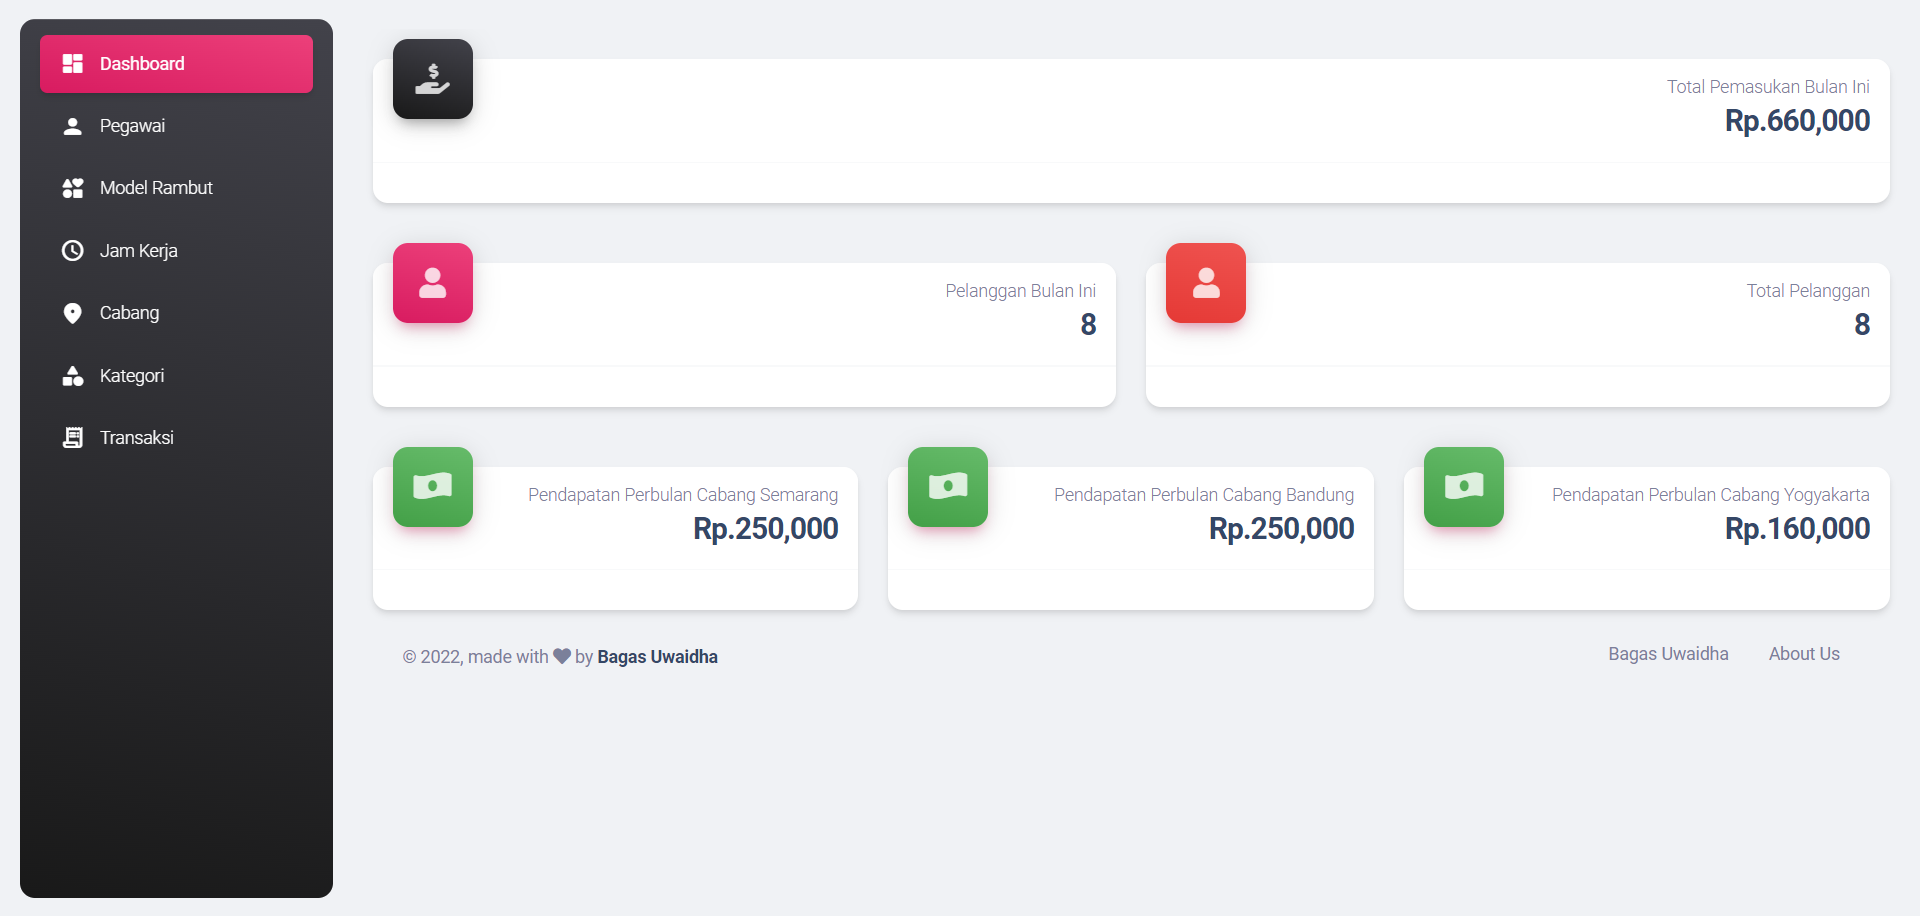 Dashboard
Pegawai
Model Rambut
Jam Kerja
Cabang
Kategori
Transaksi
Total Pemasukan Bulan Ini
Rp.660,000
Pelanggan Bulan Ini
8
Total Pelanggan
8
Pendapatan Perbulan Cabang Semarang
Rp.250,000
Pendapatan Perbulan Cabang Bandung
Rp.250,000
Pendapatan Perbulan Cabang Yogyakarta
Rp.160,000
© 2022, made with ♥ by Bagas Uwaidha
Bagas Uwaidha
About Us